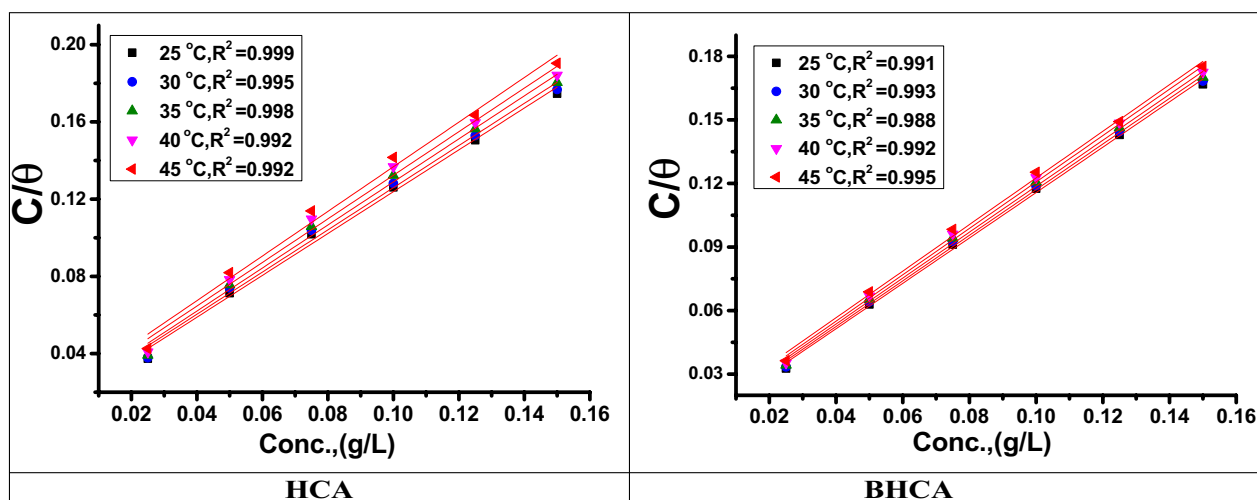 C/θ
0.20
0.16
0.12
0.08
0.04
25 °C,R²=0.999
30 °C,R²=0.995
35 °C,R²=0.998
40 °C,R²=0.992
45 °C,R²=0.992
0.02 0.04 0.06 0.08 0.10 0.12 0.14 0.16
Conc.,(g/L)
HCA
C/θ
0.18
0.15
0.12
0.09
0.06
0.03
25 °C,R²=0.991
30 °C,R²=0.993
35 °C,R²=0.988
40 °C,R²=0.992
45 °C,R²=0.995
0.02 0.04 0.06 0.08 0.10 0.12 0.14 0.16
Conc.,(g/L)
BHCA